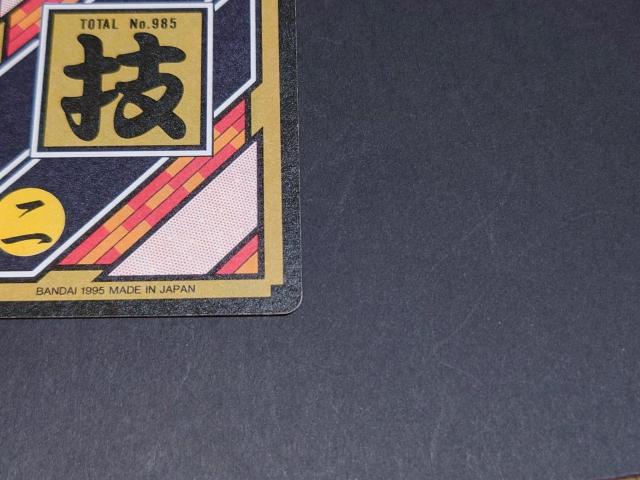 TOTAL No.985
技
二
BANDAI 1995 MADE IN JAPAN